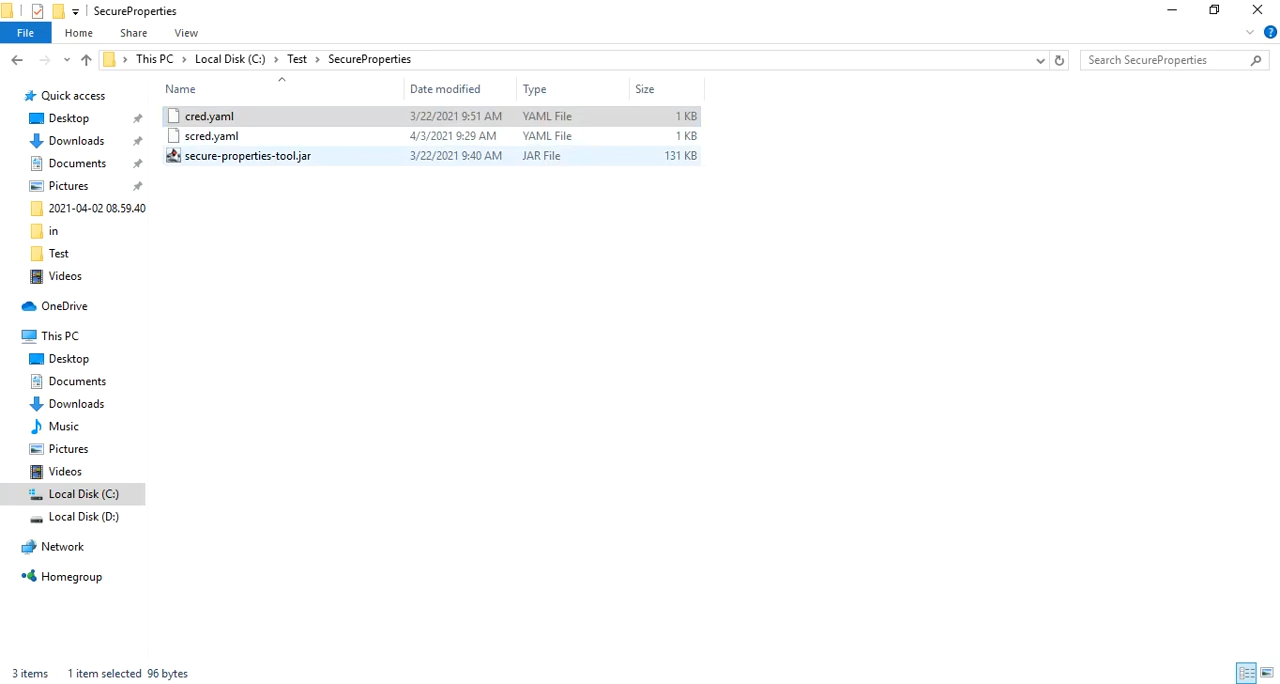 SecureProperties
File Home Share View
This PC Local Disk (C:) Test SecureProperties
Search SecureProperties
Name Date modified Type Size
cred.yaml 3/22/2021 9:51 AM YAML File 1 KB
scred.yaml 4/3/2021 9:29 AM YAML File 1 KB
secure-properties-tool.jar 3/22/2021 9:40 AM JAR File 131 KB
Quick access
Desktop
Downloads
Documents
Pictures
2021-04-02 08.59.40
in
Test
Videos
OneDrive
This PC
Desktop
Documents
Downloads
Music
Pictures
Videos
Local Disk (C:)
Local Disk (D:)
Network
Homegroup
3 items 1 item selected 96 bytes